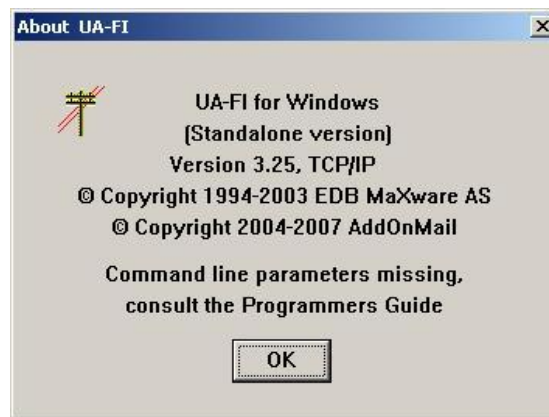 About UA-FI
UA-FI for Windows
(Standalone version)
Version 3.25, TCP/IP
© Copyright 1994-2003 EDB MaXware AS
© Copyright 2004-2007 AddOnMail
Command line parameters missing,
consult the Programmers Guide
OK